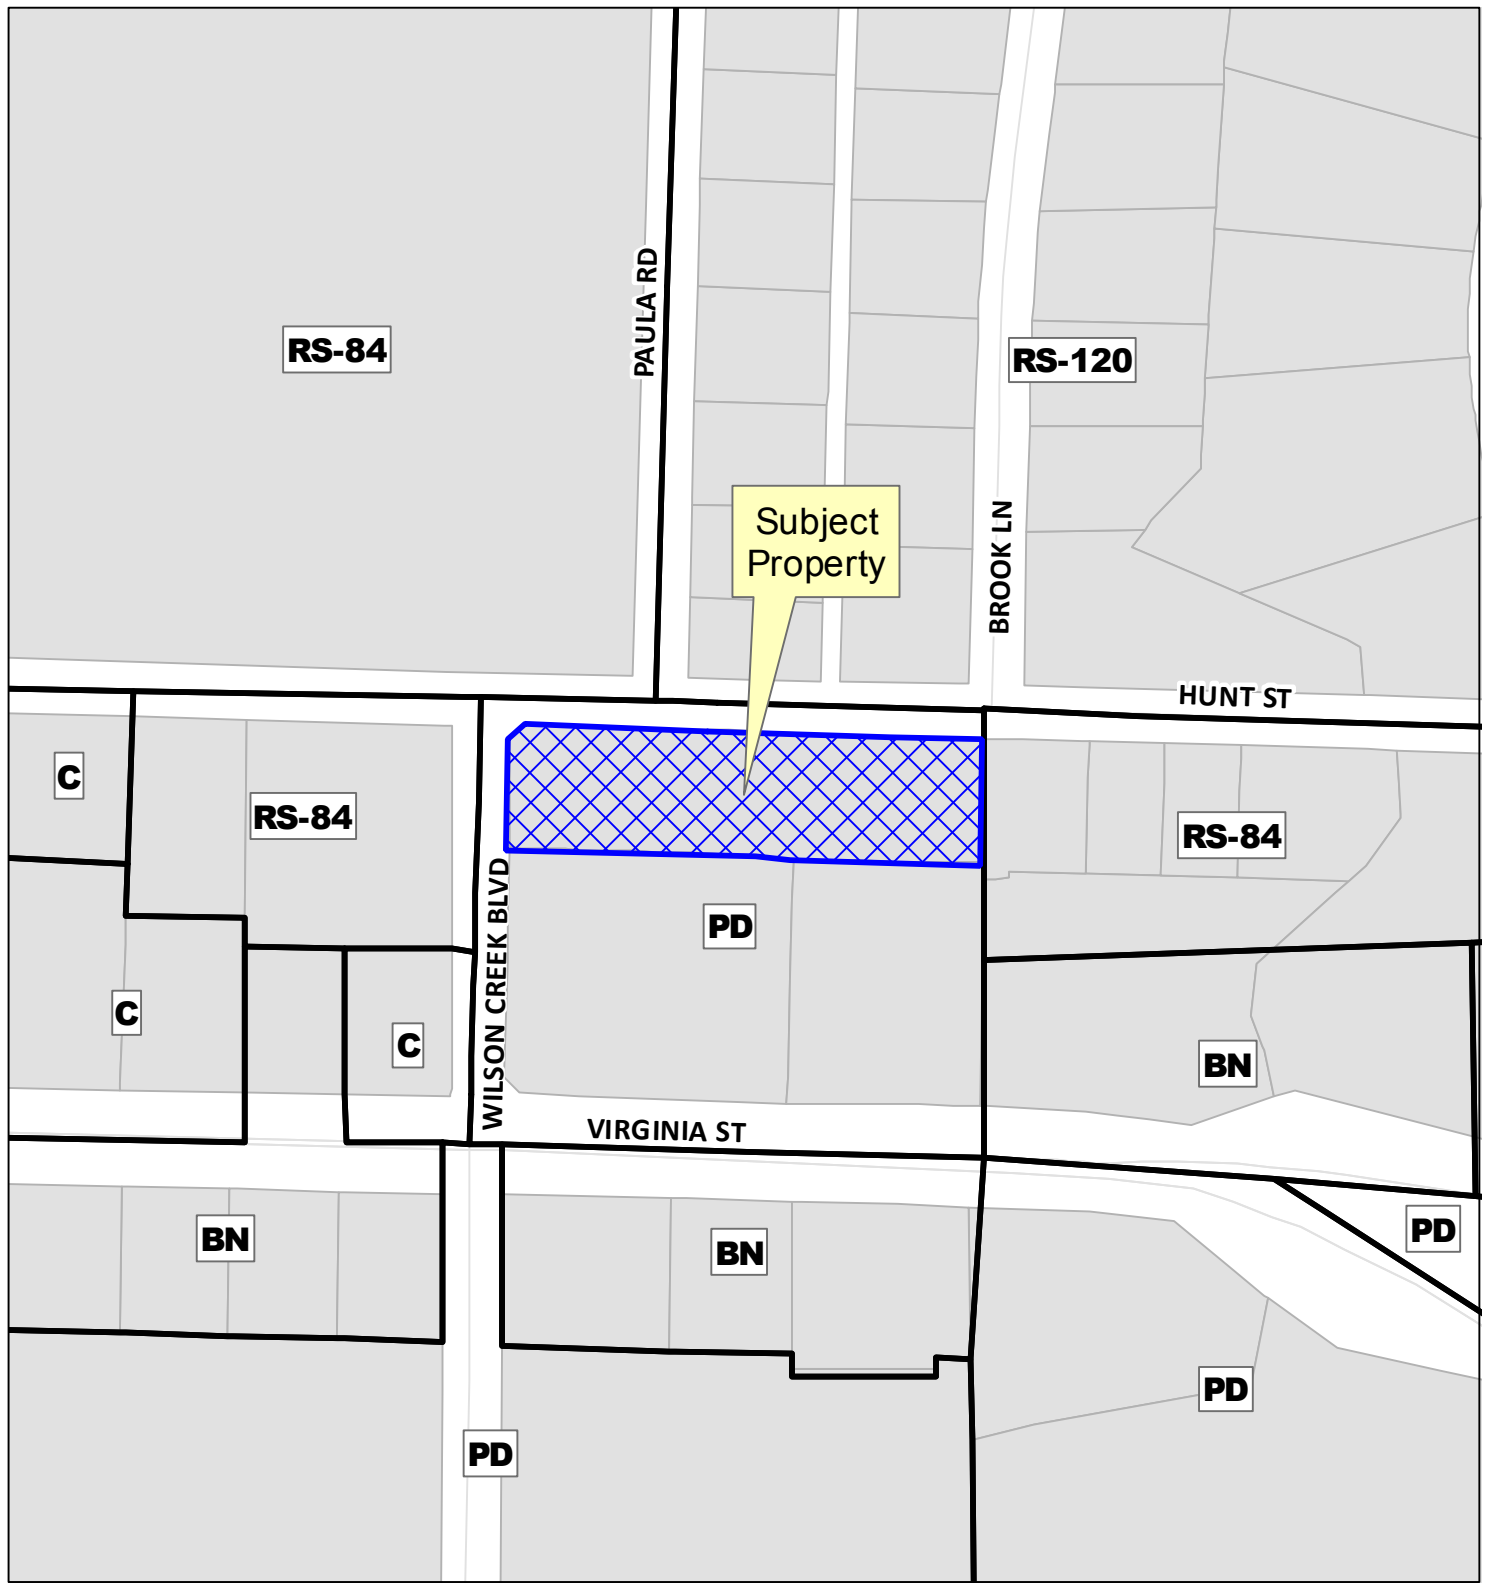 PAULA RD
RS-84
RS-120
Subject
Property
BROOK LN
HUNT ST
C
RS-84
RS-84
WILSON CREEK BLVD
PD
C
C
BN
VIRGINIA ST
BN
BN
PD
PD
PD